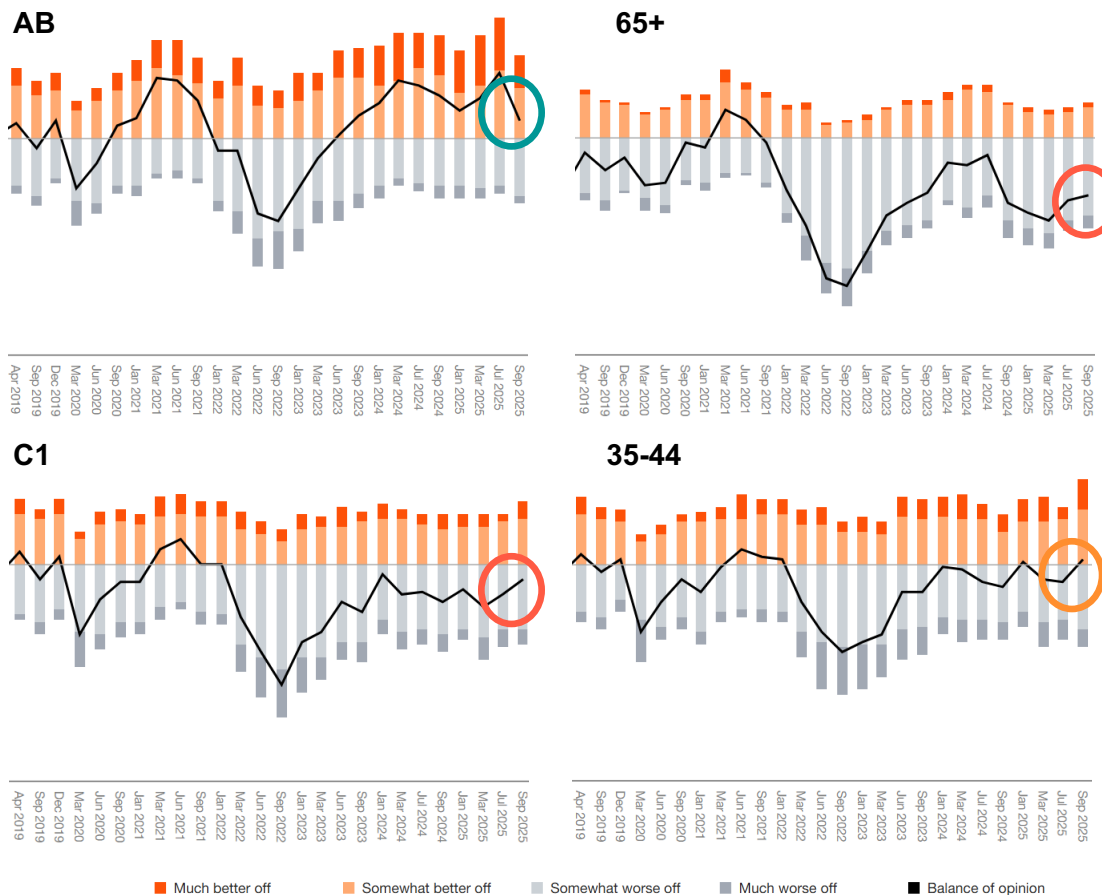 AB
65+
Apr 2019
Sep 2019
Dec 2019
Mar 2020
Jun 2020
Sep 2020
Jan 2021
Mar 2021
Jun 2021
Sep 2021
Jan 2022
Mar 2022
Jun 2022
Sep 2022
Jan 2023
Mar 2023
Jun 2023
Sep 2023
Jan 2024
Mar 2024
Jul 2024
Sep 2024
Jan 2025
Mar 2025
Jul 2025
Sep 2025
Apr 2019
Sep 2019
Dec 2019
Mar 2020
Jun 2020
Sep 2020
Jan 2021
Mar 2021
Jun 2021
Sep 2021
Jan 2022
Mar 2022
Jun 2022
Sep 2022
Jan 2023
Mar 2023
Jun 2023
Sep 2023
Jan 2024
Mar 2024
Jul 2024
Sep 2024
Jan 2025
Mar 2025
Jul 2025
Sep 2025
C1
35-44
Apr 2019
Sep 2019
Dec 2019
Mar 2020
Jun 2020
Sep 2020
Jan 2021
Mar 2021
Jun 2021
Sep 2021
Jan 2022
Mar 2022
Jun 2022
Sep 2022
Jan 2023
Mar 2023
Jun 2023
Sep 2023
Jan 2024
Mar 2024
Jul 2024
Sep 2024
Jan 2025
Mar 2025
Jul 2025
Sep 2025
Apr 2019
Sep 2019
Dec 2019
Mar 2020
Jun 2020
Sep 2020
Jan 2021
Mar 2021
Jun 2021
Sep 2021
Jan 2022
Mar 2022
Jun 2022
Sep 2022
Jan 2023
Mar 2023
Jun 2023
Sep 2023
Jan 2024
Mar 2024
Jul 2024
Sep 2024
Jan 2025
Mar 2025
Jul 2025
Sep 2025
Much better off
Somewhat better off
Somewhat worse off
Much worse off
Balance of opinion